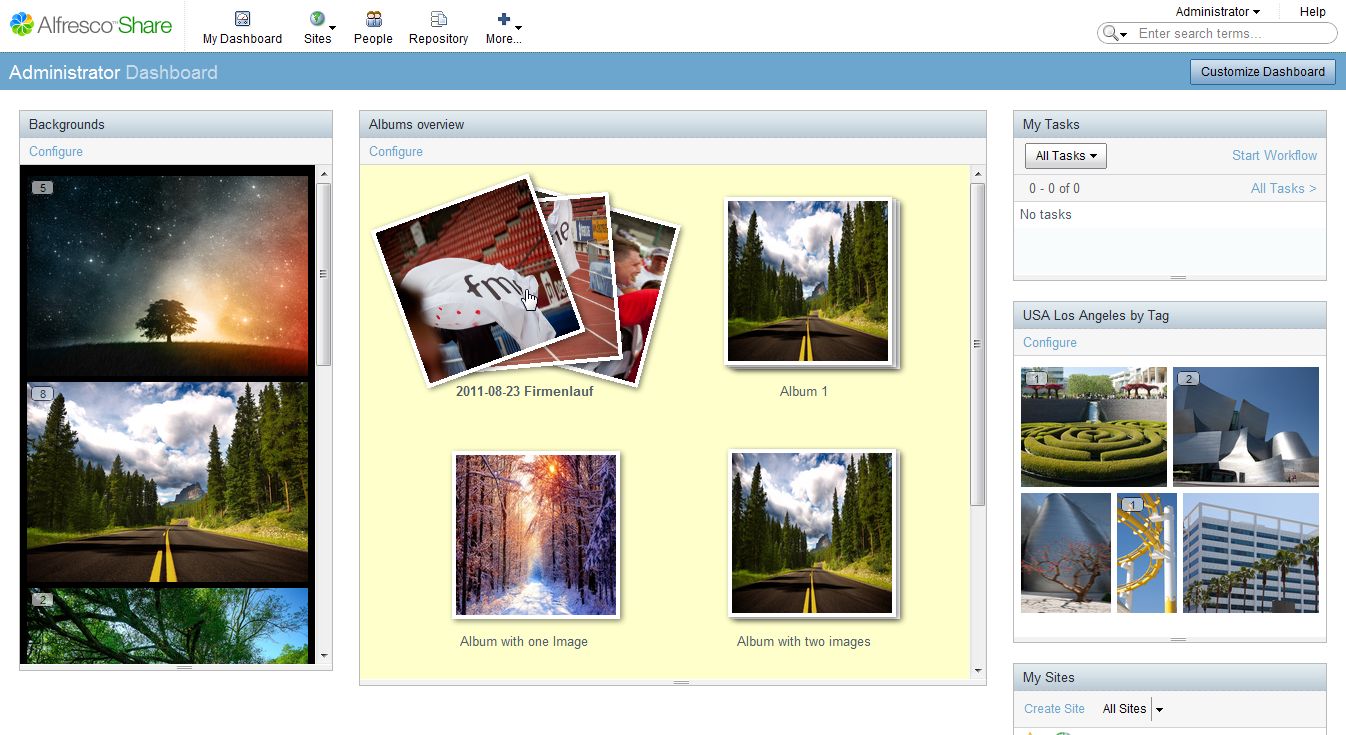 Alfresco™ Share
My Dashboard
Sites
People
Repository
More...
Administrator
Help
Enter search terms...
Administrator Dashboard
Customize Dashboard
Backgrounds
Configure
5
8
2
Albums overview
Configure
2011-08-23 Firmenlauf
Album 1
Album with one Image
Album with two images
My Tasks
All Tasks
Start Workflow
0 - 0 of 0
All Tasks >
No tasks
USA Los Angeles by Tag
Configure
1
2
1
My Sites
Create Site
All Sites